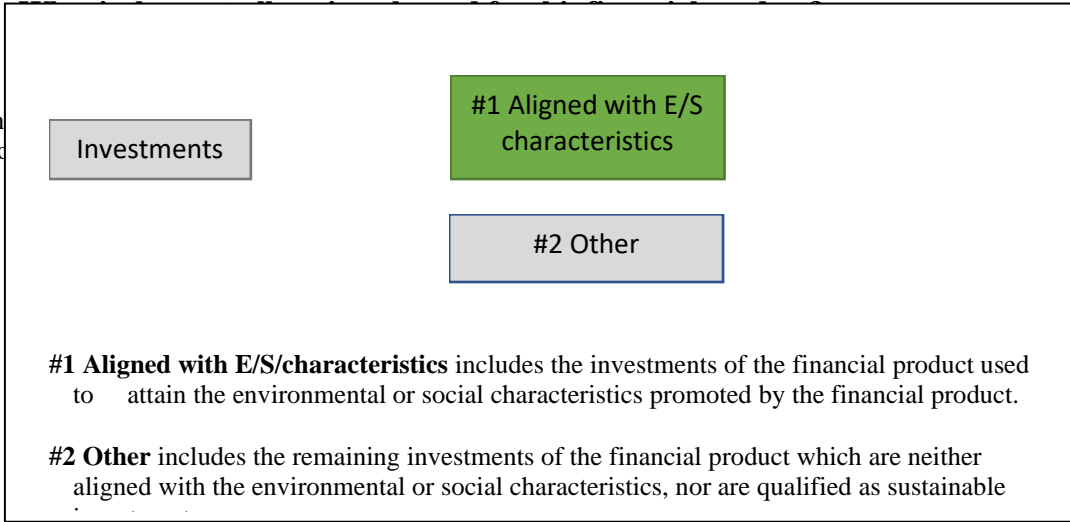 #1 Aligned with E/S
characteristics
Investments
#2 Other
#1 Aligned with E/S/characteristics includes the investments of the financial product used
to attain the environmental or social characteristics promoted by the financial product.
#2 Other includes the remaining investments of the financial product which are neither
aligned with the environmental or social characteristics, nor are qualified as sustainable